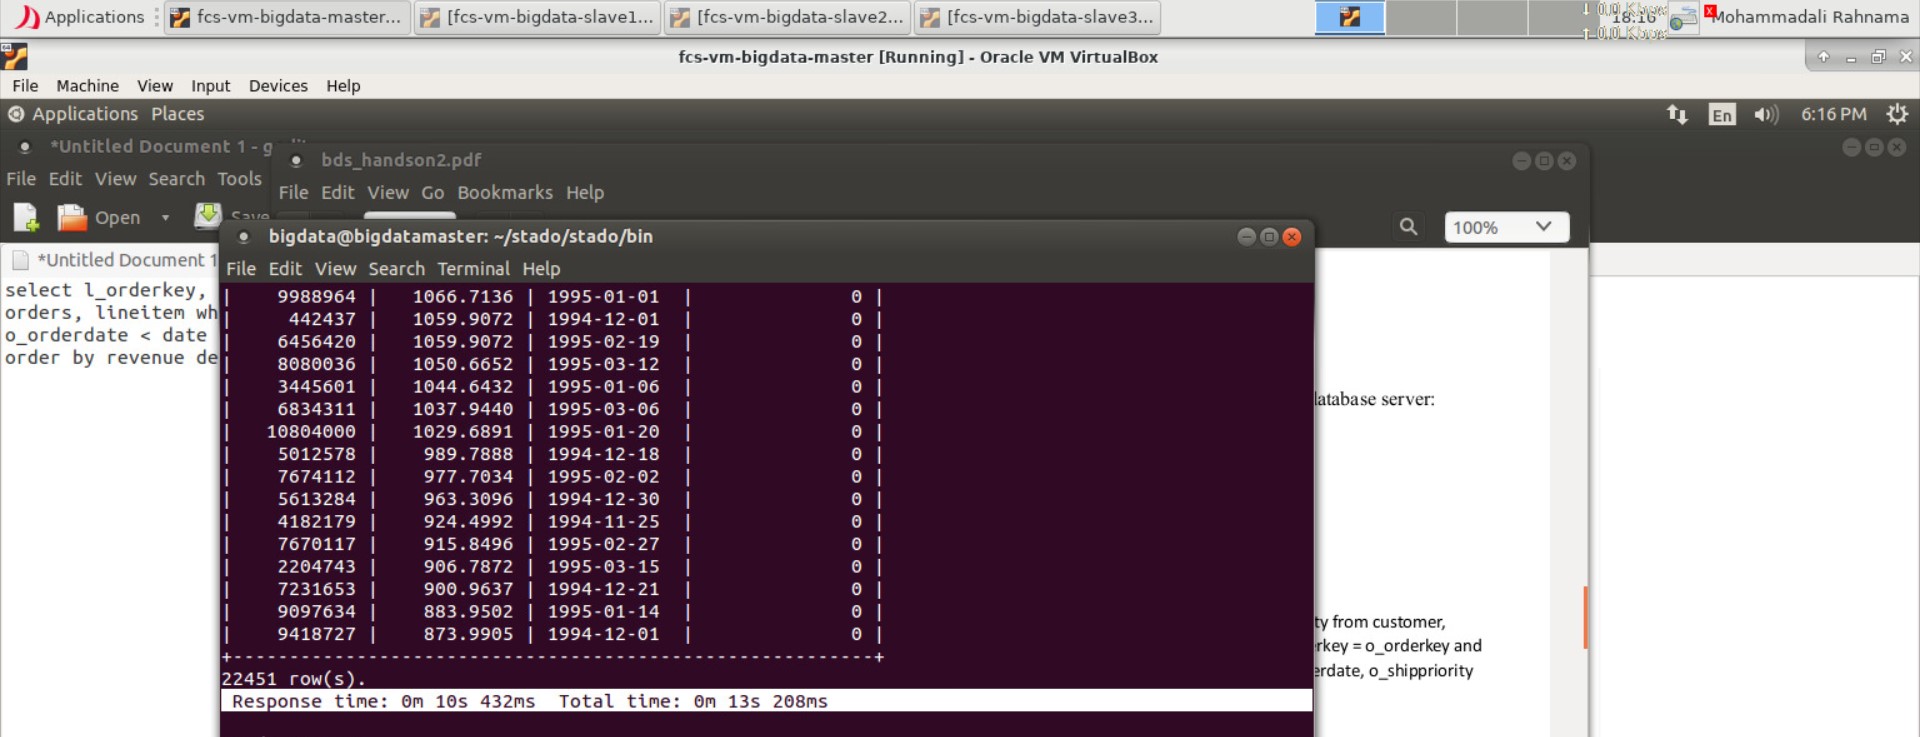 Applications
fcs-vm-bigdata-master...
[fcs-vm-bigdata-slave1...
[fcs-vm-bigdata-slave2...
[fcs-vm-bigdata-slave3...
18:16
Mohammadali Rahnama
fcs-vm-bigdata-master [Running] - Oracle VM VirtualBox
File Machine View Input Devices Help
Applications Places
En
6:16 PM
*Untitled Document 1 - g
bds_handson2.pdf
File Edit View Search Tools
File Edit View Go Bookmarks Help
Open Save
100%
bigdata@bigdatamaster: ~/stado/stado/bin
*Untitled Document 1
File Edit View Search Terminal Help
select l_orderkey,
orders, lineitem wh
o_orderdate < date
order by revenue de
| 9988964 | 1066.7136 | 1995-01-01 | 0 |
| 442437 | 1059.9072 | 1994-12-01 | 0 |
| 6456420 | 1059.9072 | 1995-02-19 | 0 |
| 8080036 | 1050.6652 | 1995-03-12 | 0 |
| 3445601 | 1044.6432 | 1995-01-06 | 0 |
| 6834311 | 1037.9440 | 1995-03-06 | 0 |
| 10804000 | 1029.6891 | 1995-01-20 | 0 |
| 5012578 | 989.7888 | 1994-12-18 | 0 |
| 7674112 | 977.7034 | 1995-02-02 | 0 |
| 5613284 | 963.3096 | 1994-12-30 | 0 |
| 4182179 | 924.4992 | 1994-11-25 | 0 |
| 7670117 | 915.8496 | 1995-02-27 | 0 |
| 2204743 | 906.7872 | 1995-03-15 | 0 |
| 7231653 | 900.9637 | 1994-12-21 | 0 |
| 9097634 | 883.9502 | 1995-01-14 | 0 |
| 9418727 | 873.9905 | 1994-12-01 | 0 |
+----------------------------------------------------------+
22451 row(s).
Response time: 0m 10s 432ms Total time: 0m 13s 208ms
latabase server:
ty from customer,
rkey = o_orderkey and
erdate, o_shippriority